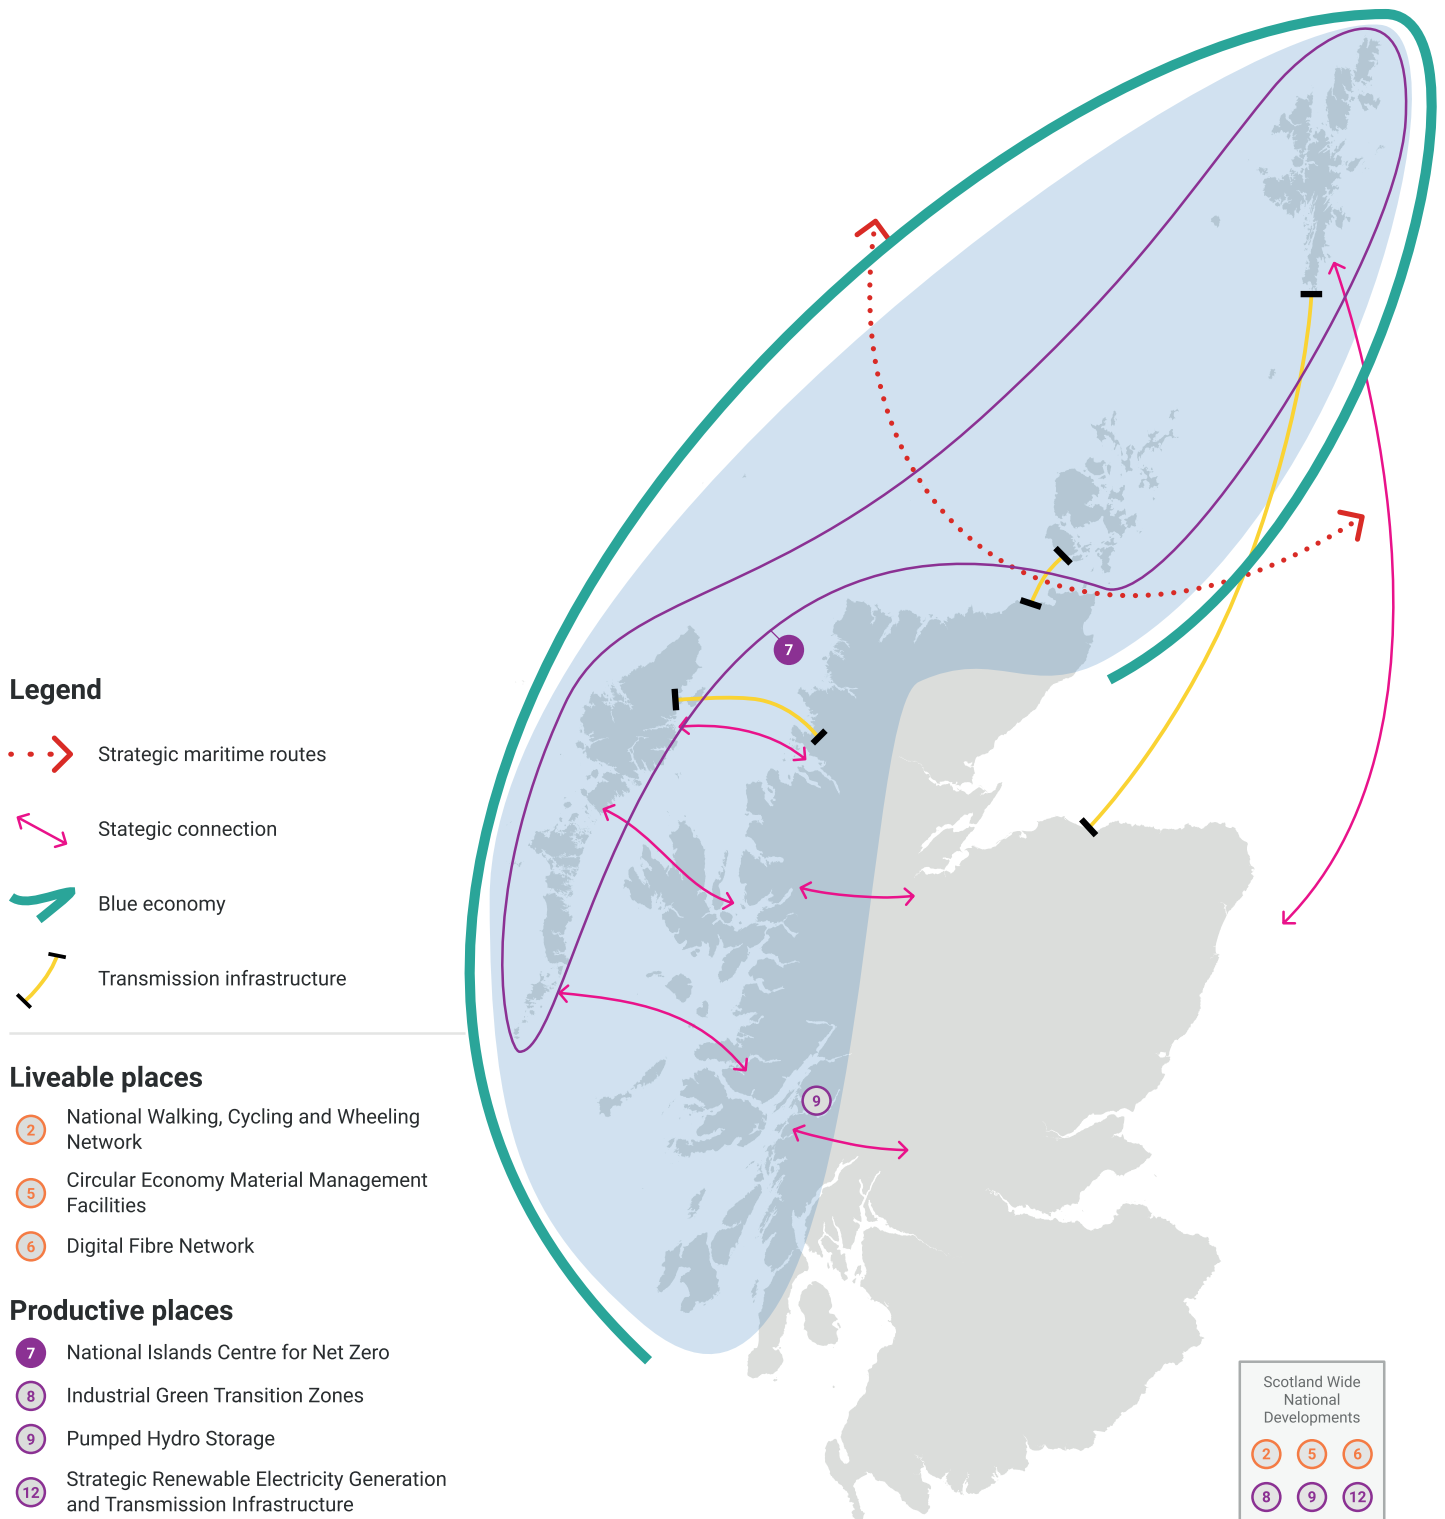 7
Legend
Strategic maritime routes
Stategic connection
Blue economy
Transmission infrastructure
Liveable places
2 National Walking, Cycling and Wheeling
Network
5 Circular Economy Material Management
Facilities
6 Digital Fibre Network
9
Productive places
7 National Islands Centre for Net Zero
8 Industrial Green Transition Zones
9 Pumped Hydro Storage
12 Strategic Renewable Electricity Generation
and Transmission Infrastructure
Scotland Wide
National
Developments
2 5 6
8 9 12